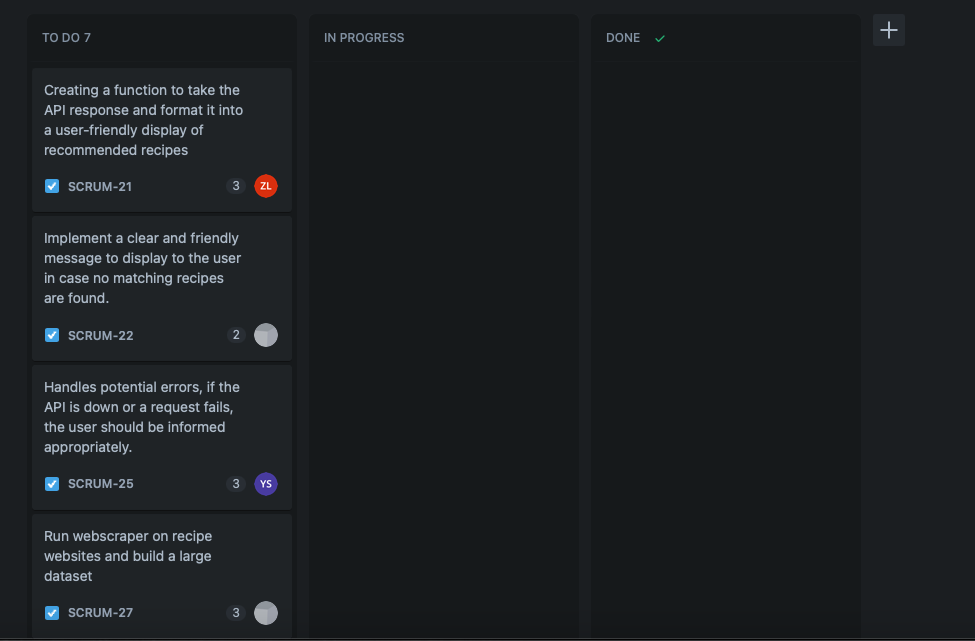 TO DO 7
Creating a function to take the
API response and format it into
a user-friendly display of
recommended recipes
SCRUM-21 3 ZL
Implement a clear and friendly
message to display to the user
in case no matching recipes
are found.
SCRUM-22 2
Handles potential errors, if the
API is down or a request fails,
the user should be informed
appropriately.
SCRUM-25 3 YS
Run webscraper on recipe
websites and build a large
dataset
SCRUM-27 3
IN PROGRESS
DONE